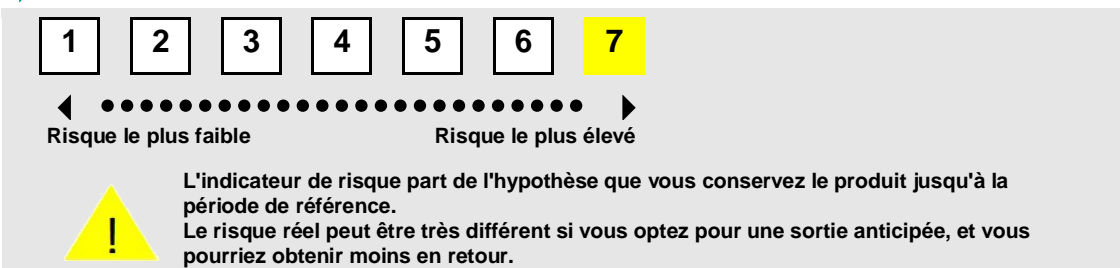 1 2 3 4 5 6 7
Risque le plus faible Risque le plus élevé
L'indicateur de risque part de l'hypothèse que vous conservez le produit jusqu'à la
période de référence.
Le risque réel peut être très différent si vous optez pour une sortie anticipée, et vous
pourriez obtenir moins en retour.
!